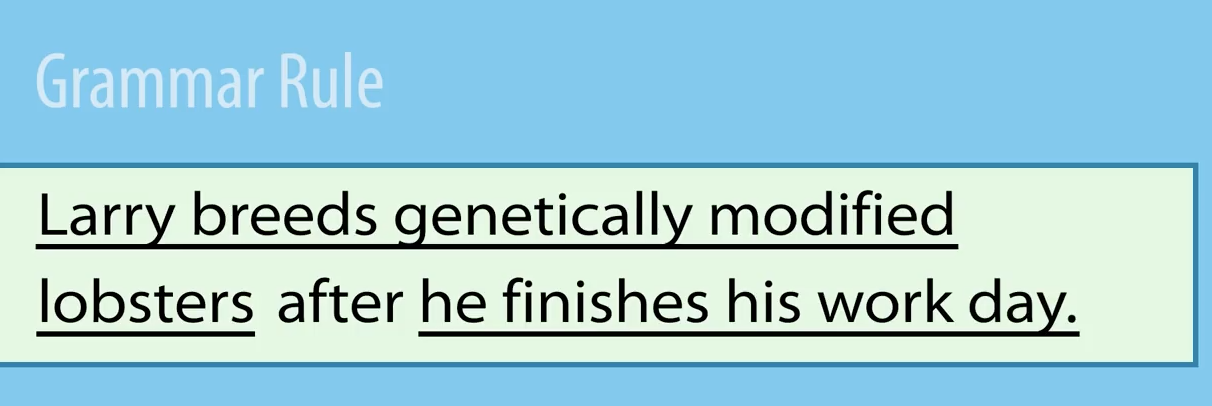 Grammar Rule
Larry breeds genetically modified
lobsters after he finishes his work day.